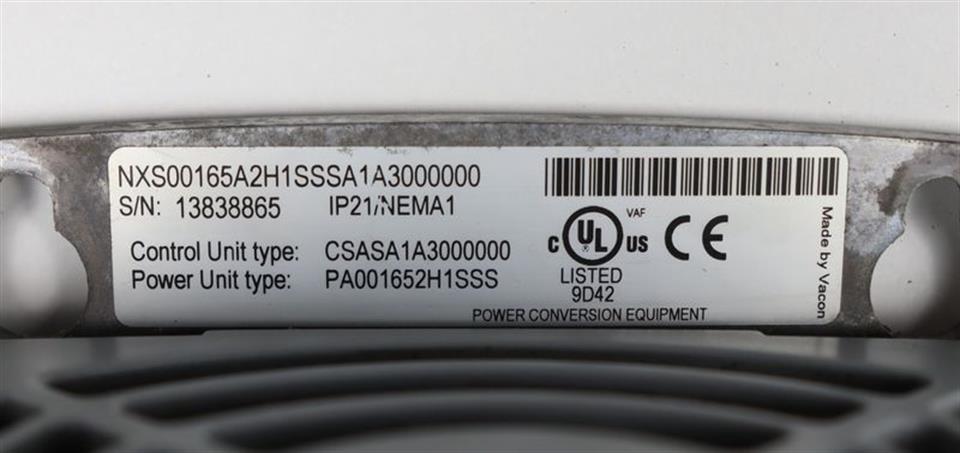 NXS00165A2H1SSSA1A3000000
S/N: 13838865 IP21/NEMA1
Control Unit type: CSASA1A3000000
Power Unit type: PA001652H1SSS
VAF
C UL US CE
LISTED
9D42
POWER CONVERSION EQUIPMENT
Made by Vacon